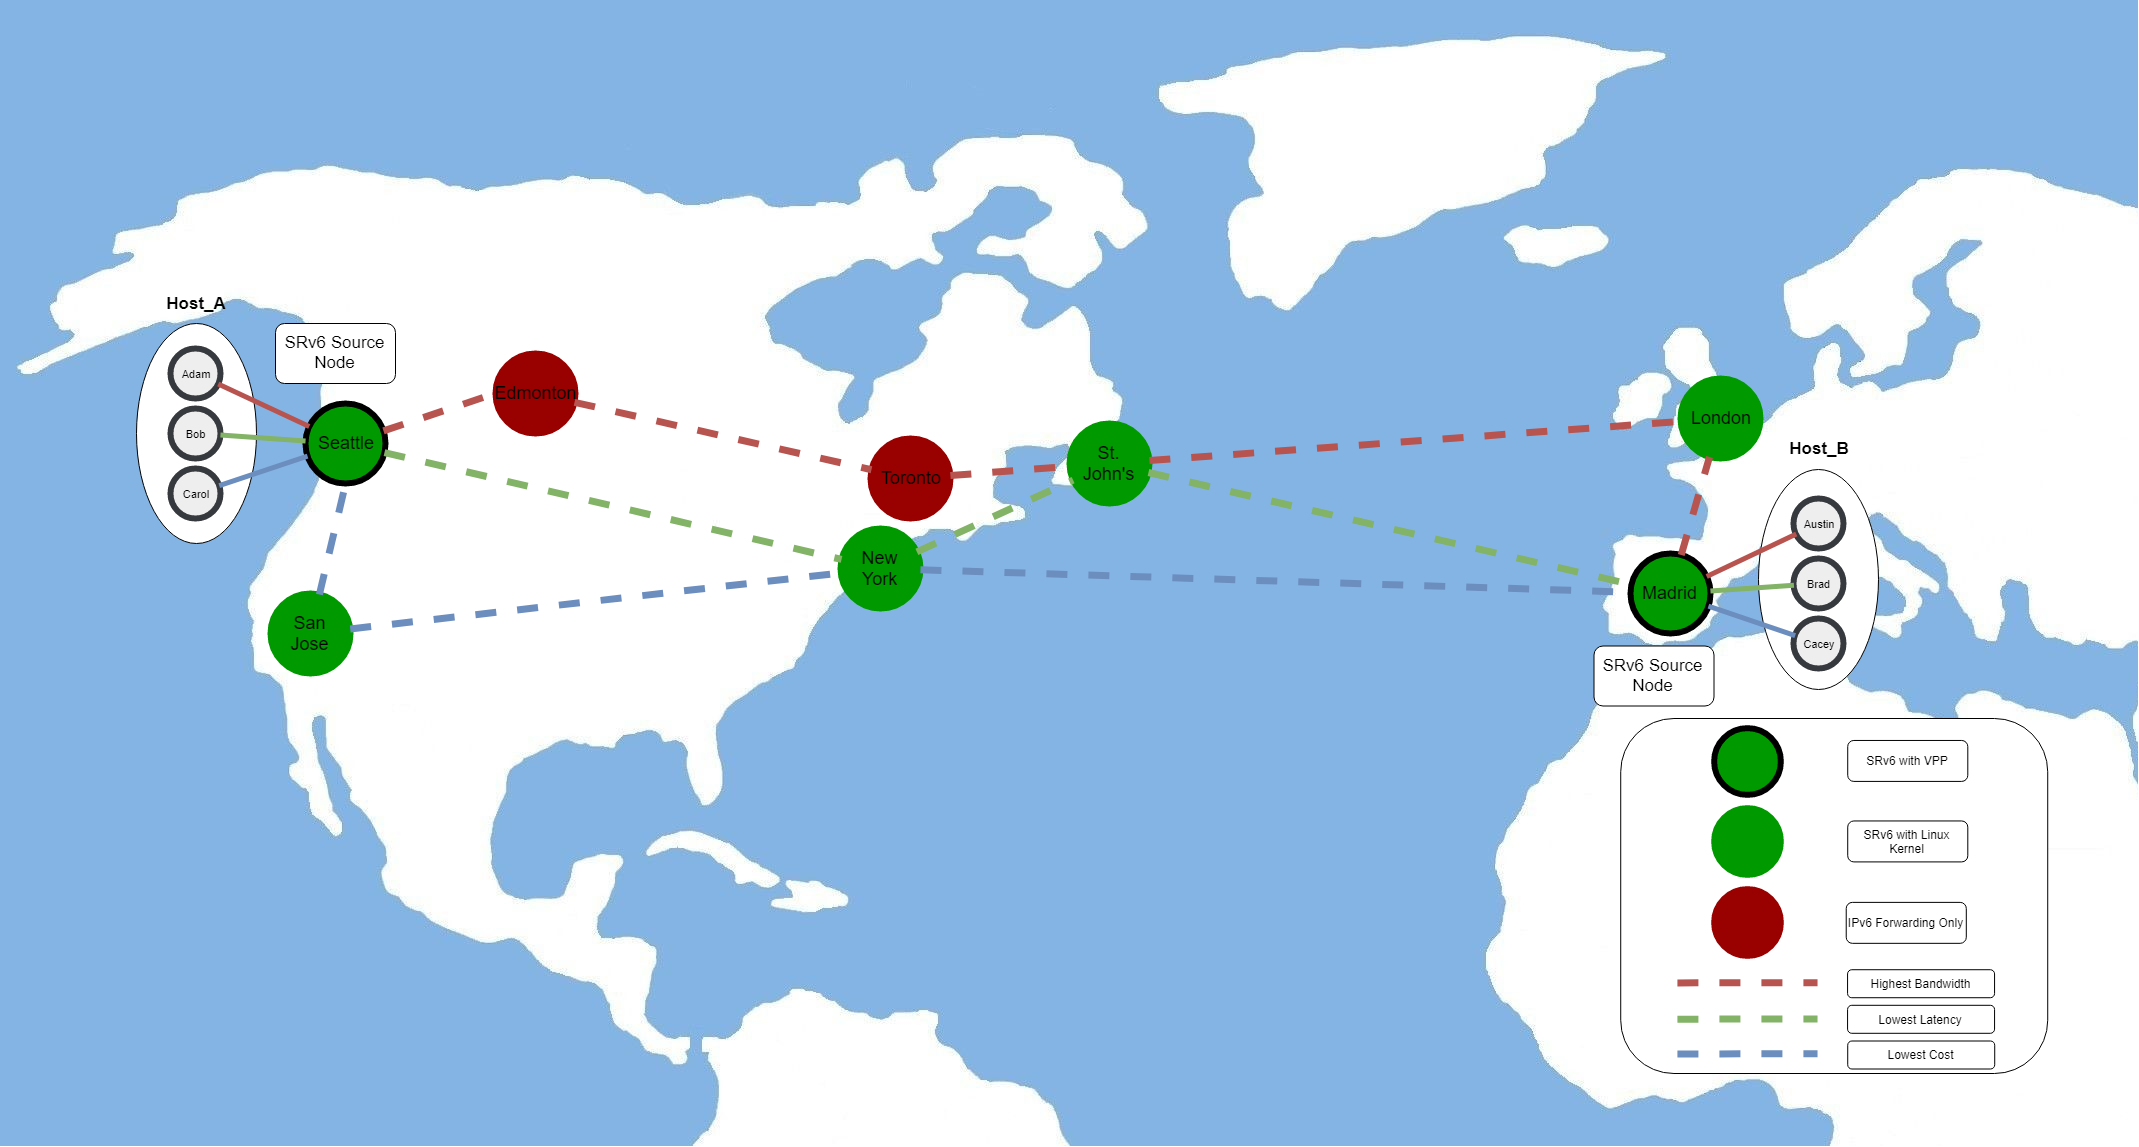 Host_A
SRv6 Source
Node
Adam
Bob
Carol
Seattle
Edmonton
Toronto
St.
John's
London
New
York
San
Jose
Host_B
Austin
Brad
Cacey
Madrid
SRv6 Source
Node
SRv6 with VPP
SRv6 with Linux
Kernel
IPv6 Forwarding Only
Highest Bandwidth
Lowest Latency
Lowest Cost